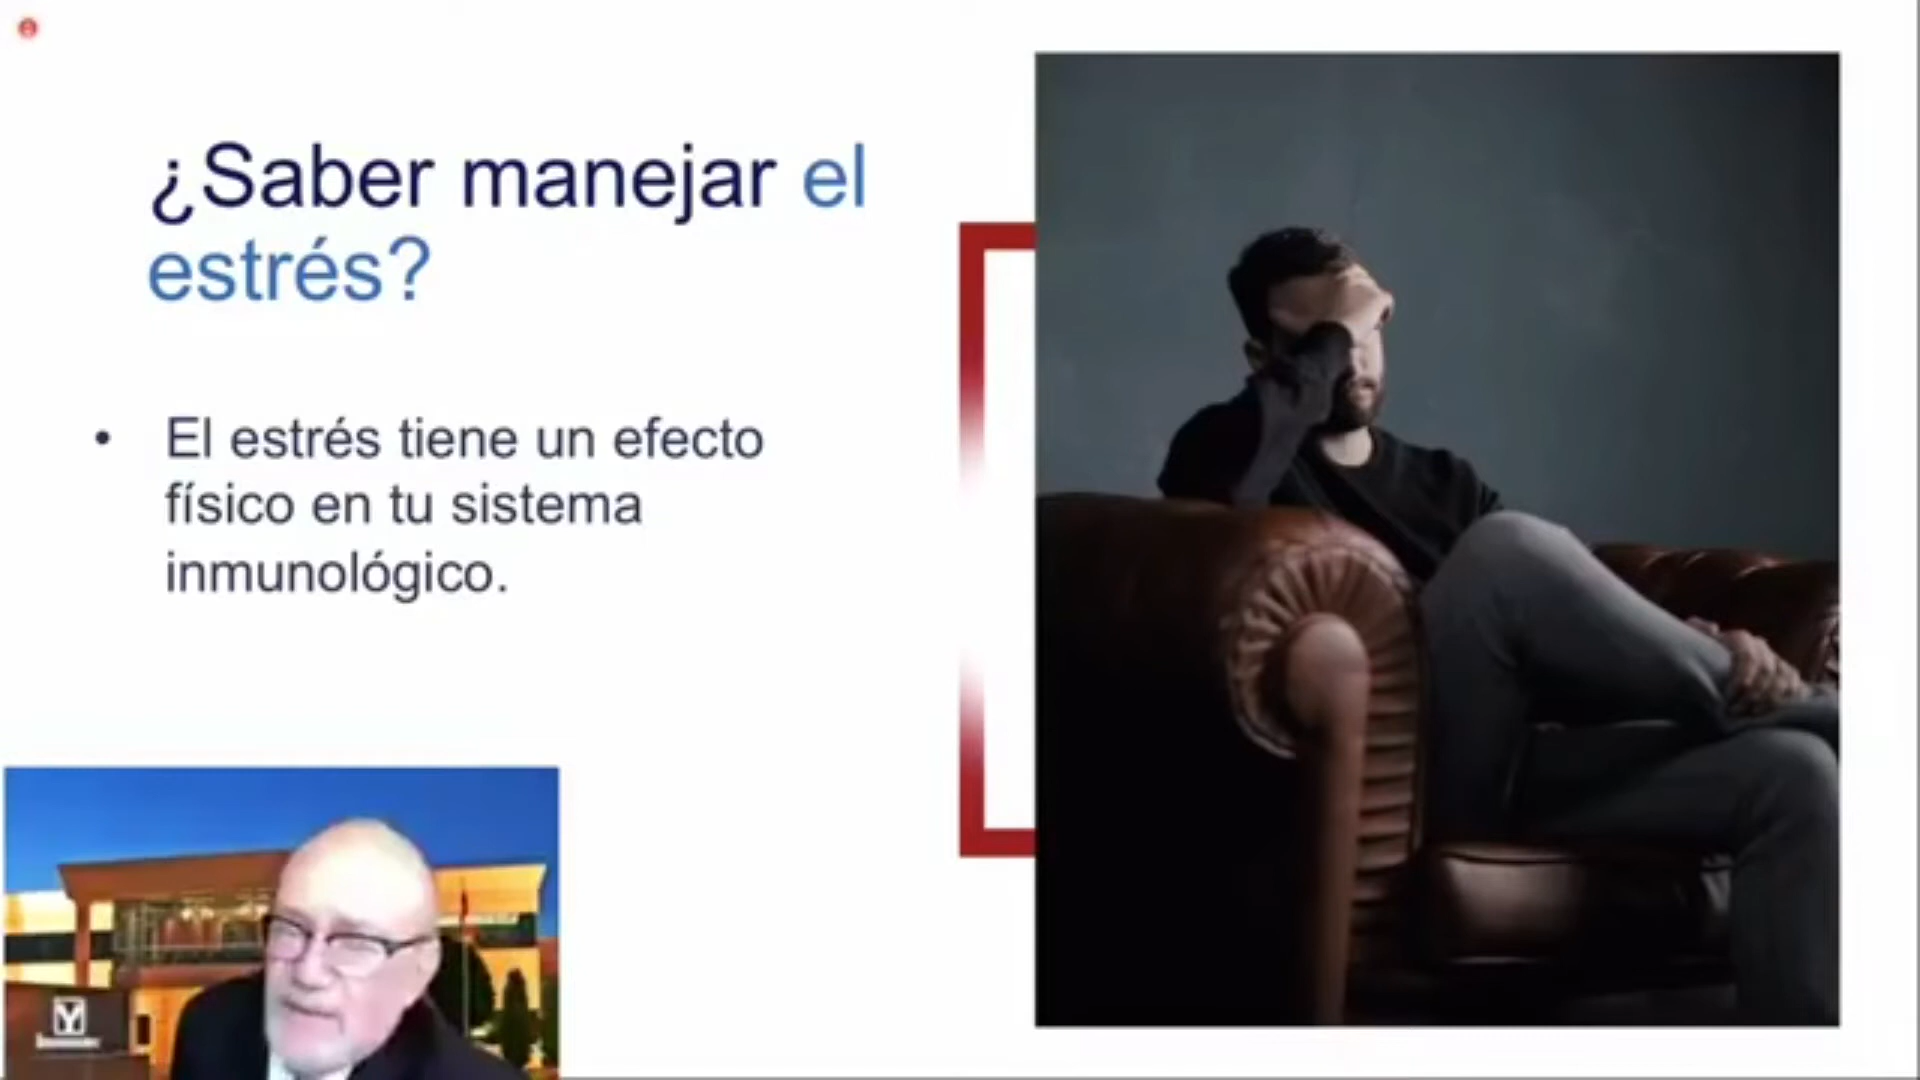 ¿Saber manejar el
estrés?
• El estrés tiene un efecto
físico en tu sistema
inmunológico.
Y